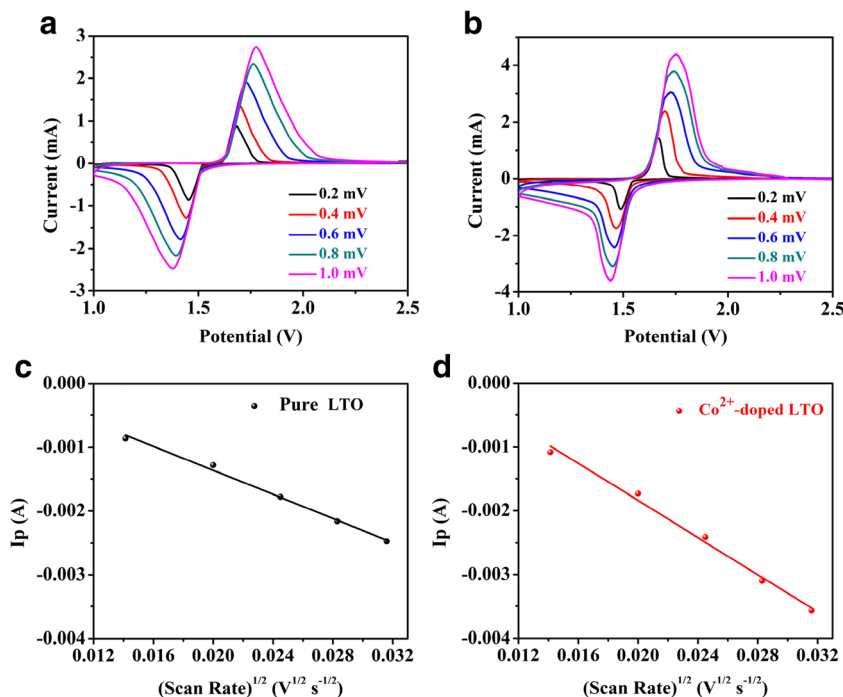 a
3
2
1
0
-1
-2
-3
Current (mA)
1.0
1.5
2.0
2.5
Potential (V)
0.2 mV
0.4 mV
0.6 mV
0.8 mV
1.0 mV
b
4
2
0
-2
-4
Current (mA)
1.0
1.5
2.0
2.5
Potential (V)
0.2 mV
0.4 mV
0.6 mV
0.8 mV
1.0 mV
c
0.000
-0.001
-0.002
-0.003
-0.004
Ip (A)
Pure LTO
0.012 0.016 0.020 0.024 0.028 0.032
(Scan Rate)^1/2 (V^1/2 s^-1/2)
d
0.000
-0.001
-0.002
-0.003
-0.004
Ip (A)
Co²⁺-doped LTO
0.012 0.016 0.020 0.024 0.028 0.032
(Scan Rate)^1/2 (V^1/2 s^-1/2)